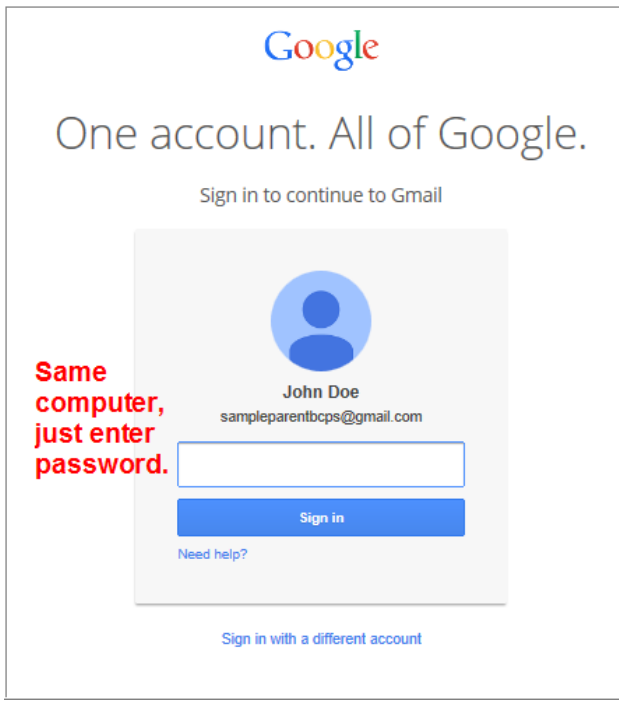 Google
One account. All of Google.
Sign in to continue to Gmail
Same
computer,
just enter
password.
John Doe
sampleparentbcps@gmail.com
Sign in
Need help?
Sign in with a different account